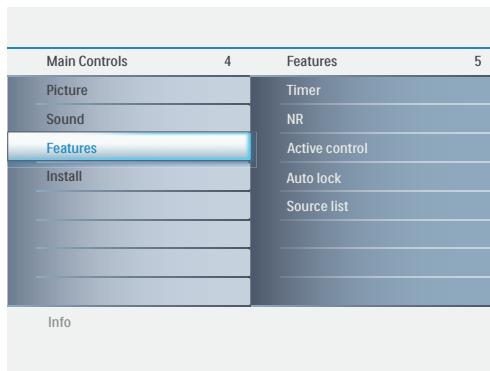 Main Controls 4 Features 5
Picture Timer
Sound NR
Features Active control
Install Auto lock
Source list
Info